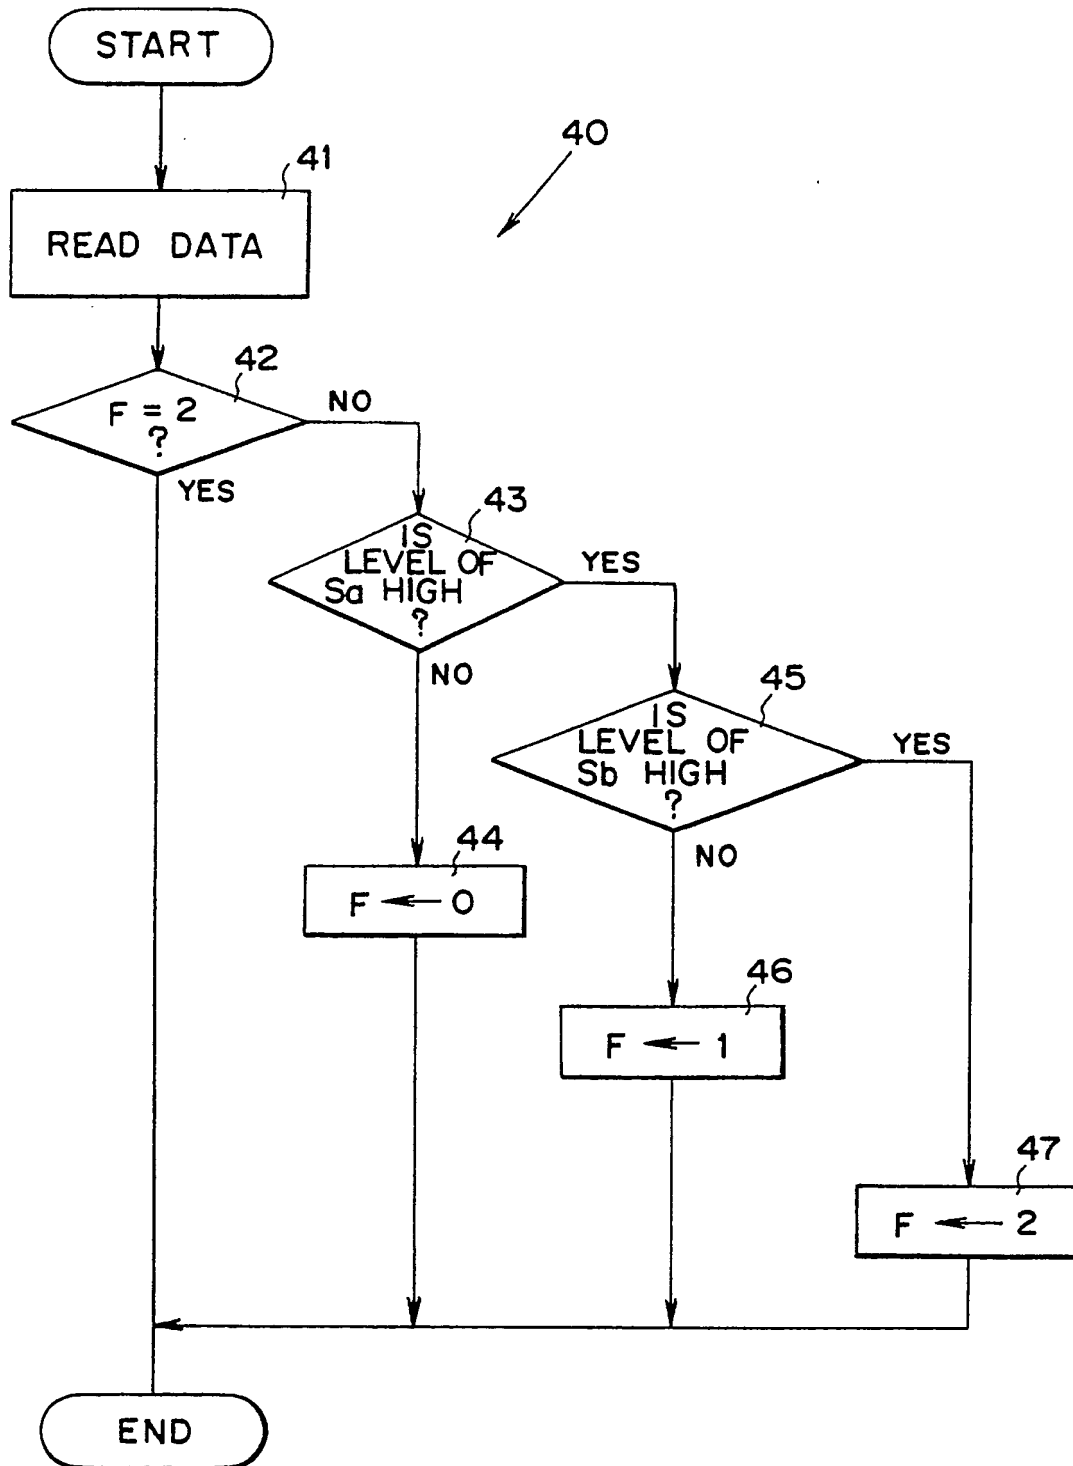 START
40
41
READ DATA
42
F = 2
?
NO
YES
43
IS
LEVEL OF
Sa HIGH
?
YES
NO
45
IS
LEVEL OF
Sb HIGH
?
YES
NO
44
F ← 0
46
F ← 1
47
F ← 2
END